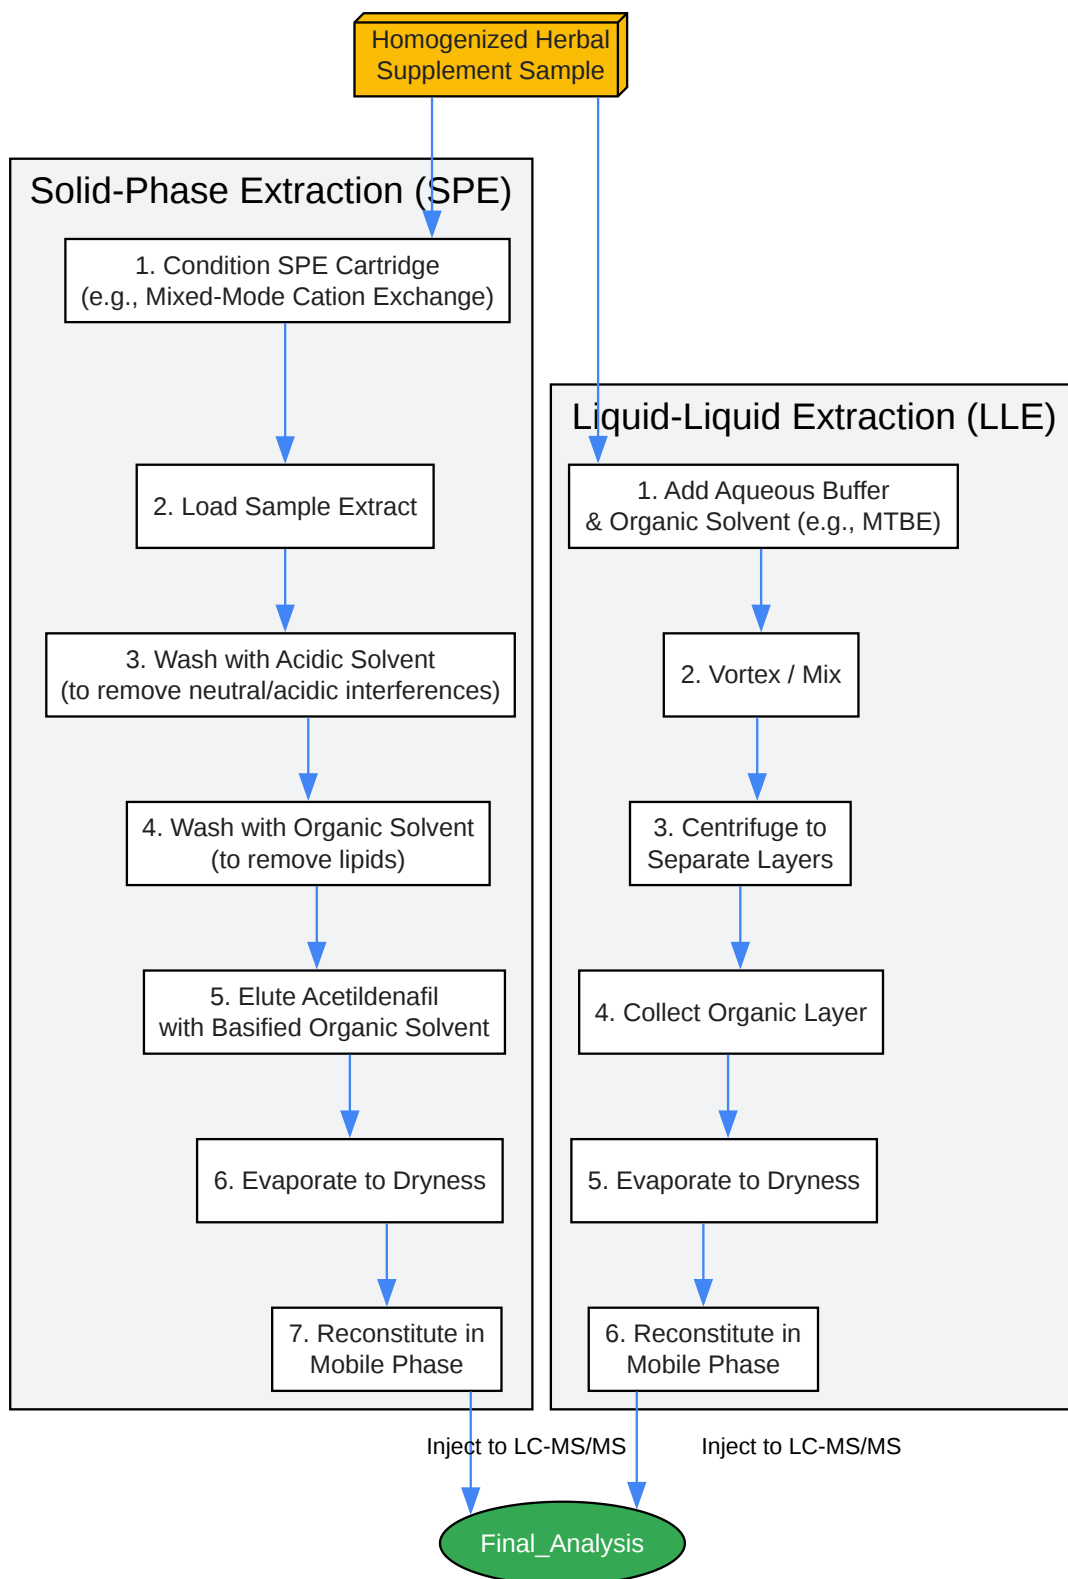 Homogenized Herbal
Supplement Sample
Solid-Phase Extraction (SPE)
1. Condition SPE Cartridge
(e.g., Mixed-Mode Cation Exchange)
2. Load Sample Extract
3. Wash with Acidic Solvent
(to remove neutral/acidic interferences)
4. Wash with Organic Solvent
(to remove lipids)
5. Elute Acetildenafil
with Basified Organic Solvent
6. Evaporate to Dryness
7. Reconstitute in
Mobile Phase
Inject to LC-MS/MS
Liquid-Liquid Extraction (LLE)
1. Add Aqueous Buffer
& Organic Solvent (e.g., MTBE)
2. Vortex / Mix
3. Centrifuge to
Separate Layers
4. Collect Organic Layer
5. Evaporate to Dryness
6. Reconstitute in
Mobile Phase
Inject to LC-MS/MS
Final_Analysis